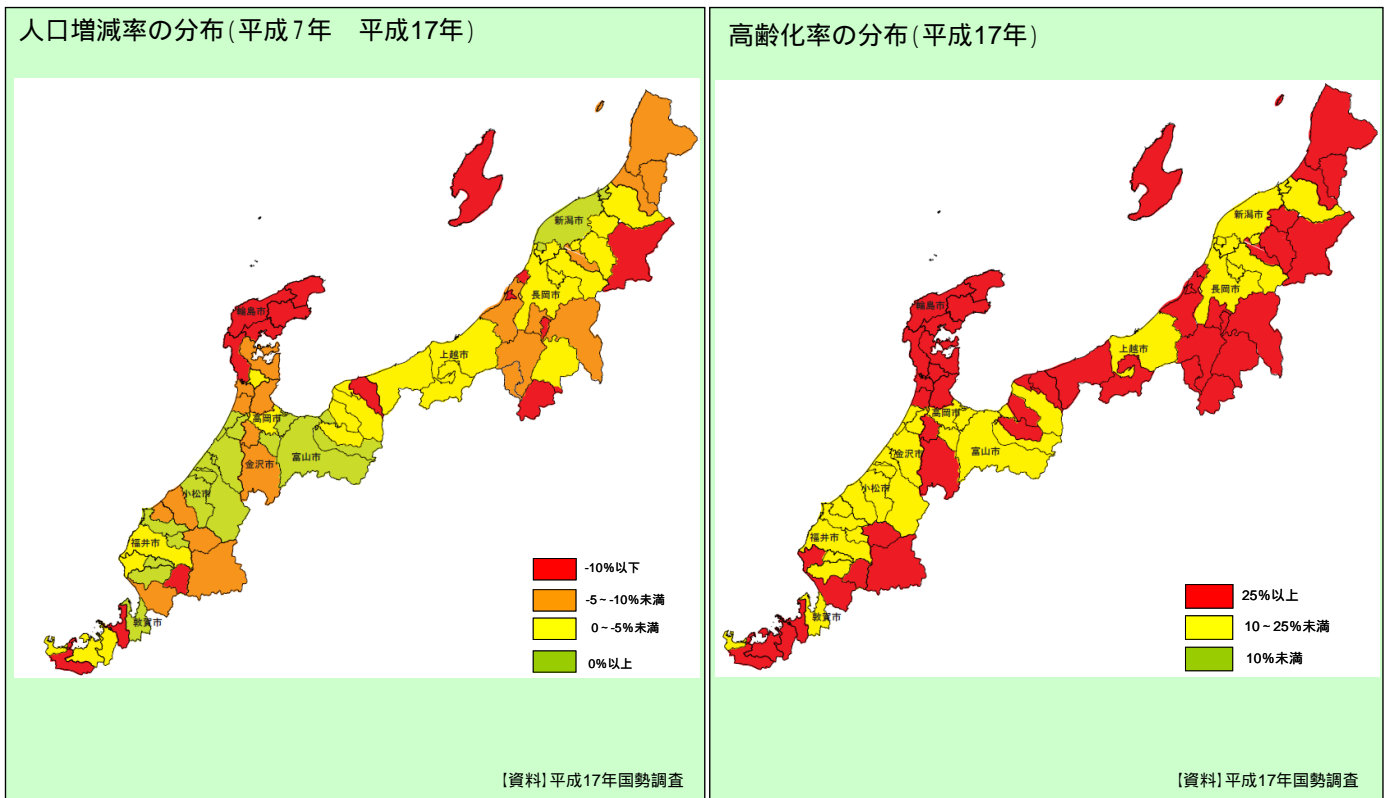 人口増減率の分布(平成7年　平成17年)
新潟市
長岡市
輪島市
上越市
高岡市
金沢市
富山市
小松市
福井市
敦賀市
-10%以下
-5~-10%未満
0~-5%未満
0%以上
【資料】平成17年国勢調査
高齢化率の分布(平成17年)
新潟市
長岡市
輪島市
上越市
高岡市
金沢市
富山市
小松市
福井市
敦賀市
25%以上
10~25%未満
10%未満
【資料】平成17年国勢調査